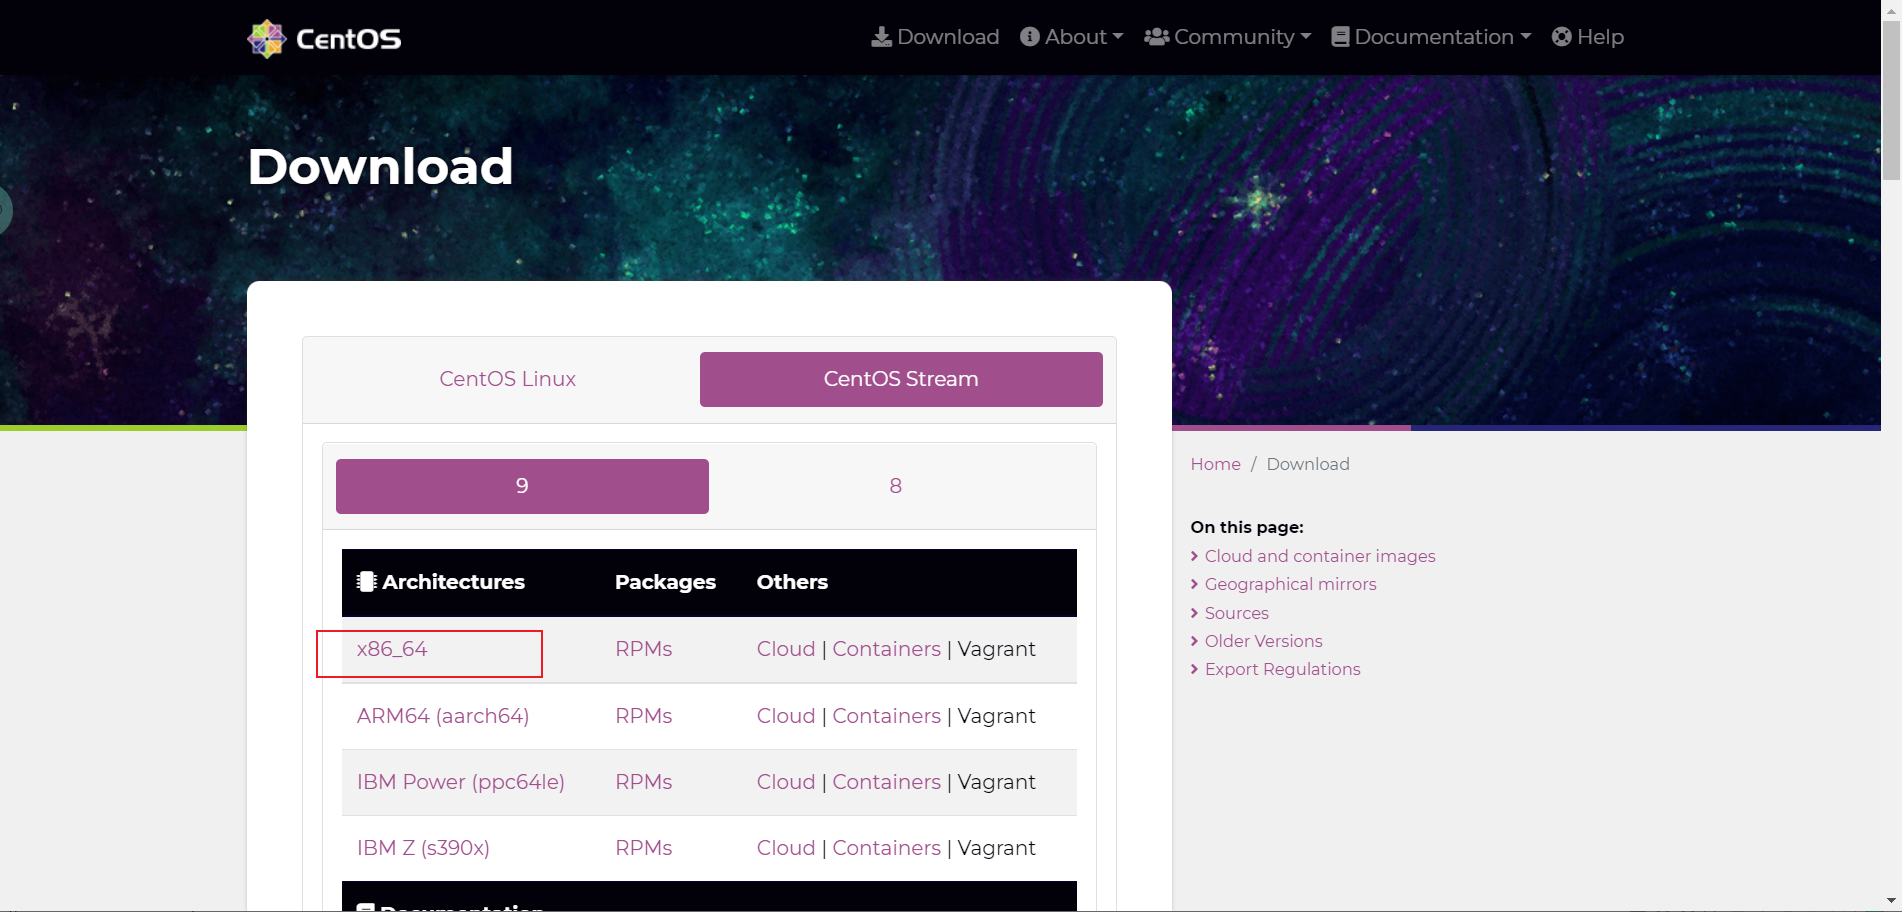 CentOS
Download About Community Documentation Help
Download
CentOS Linux CentOS Stream
9 8
Home / Download
On this page:
Cloud and container images
Geographical mirrors
Sources
Older Versions
Export Regulations
Architectures Packages Others
x86_64 RPMs Cloud | Containers | Vagrant
ARM64 (aarch64) RPMs Cloud | Containers | Vagrant
IBM Power (ppc64le) RPMs Cloud | Containers | Vagrant
IBM Z (s390x) RPMs Cloud | Containers | Vagrant
Documentation